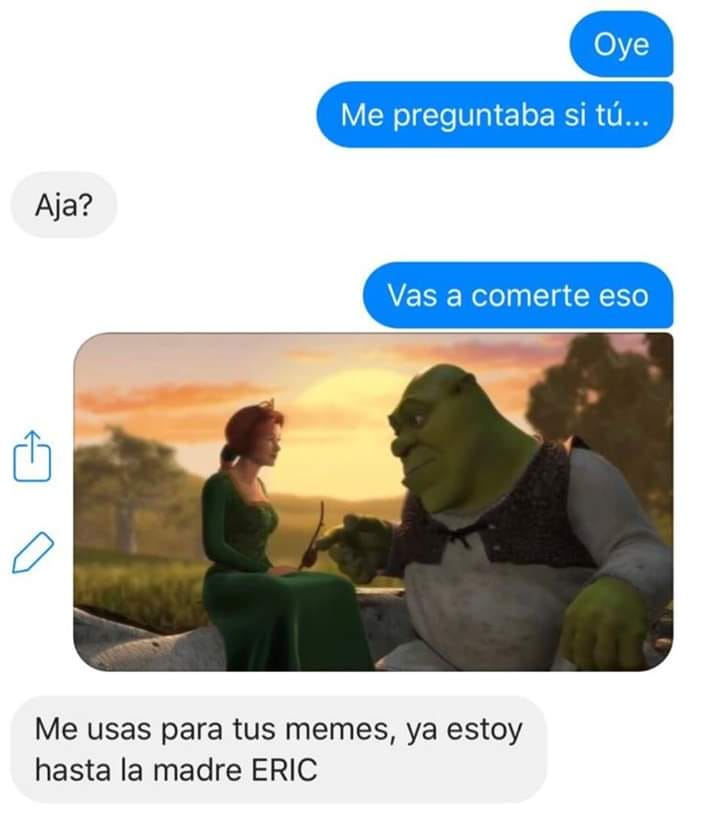 Oye
Me preguntaba si tú...
Aja?
Vas a comerte eso
Me usas para tus memes, ya estoy
hasta la madre ERIC